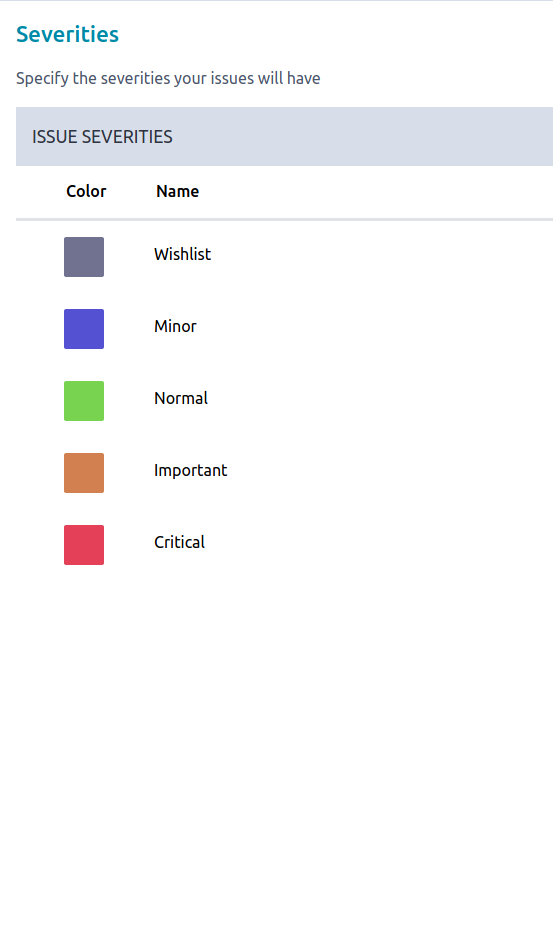 Severities
Specify the severities your issues will have
ISSUE SEVERITIES
Color Name
Wishlist
Minor
Normal
Important
Critical